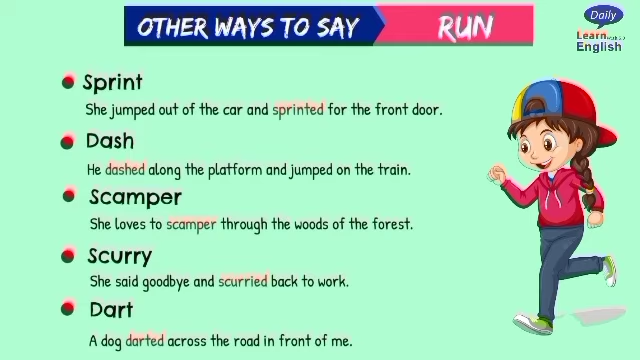 OTHER WAYS TO SAY RUN
Daily
Learn
English
Sprint
She jumped out of the car and sprinted for the front door.
Dash
He dashed along the platform and jumped on the train.
Scamper
She loves to scamper through the woods of the forest.
Scurry
She said goodbye and scurried back to work.
Dart
A dog darted across the road in front of me.